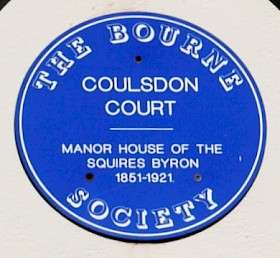 THE BOURNE
COULSDON
COURT
MANOR HOUSE OF THE
SQUIRES BYRON
1851-1921.
SOCIETY